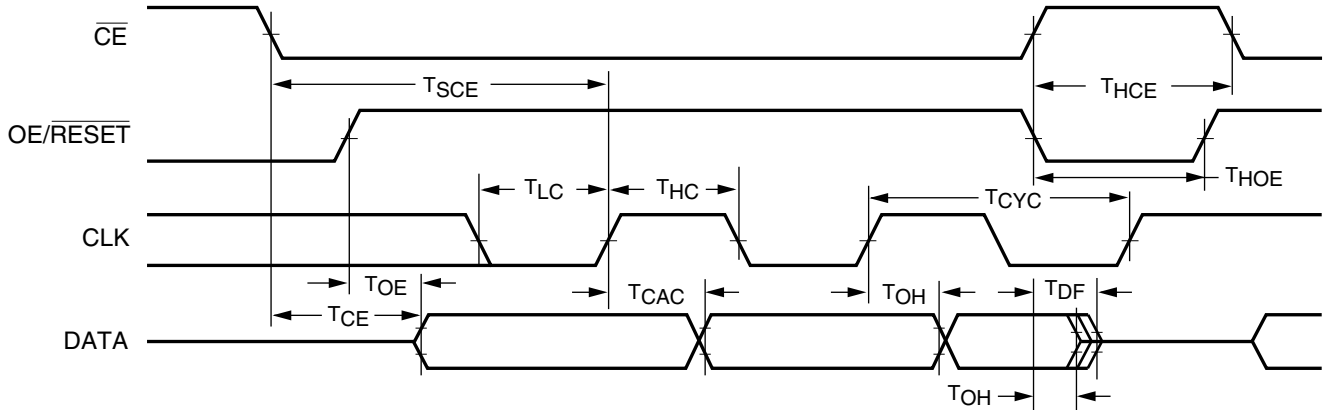 CE
TSCE
THCE
OE/RESET
TLC
THC
TCYC
THOE
CLK
TOE
TCAC
TOH
TDF
TCE
DATA
TOH